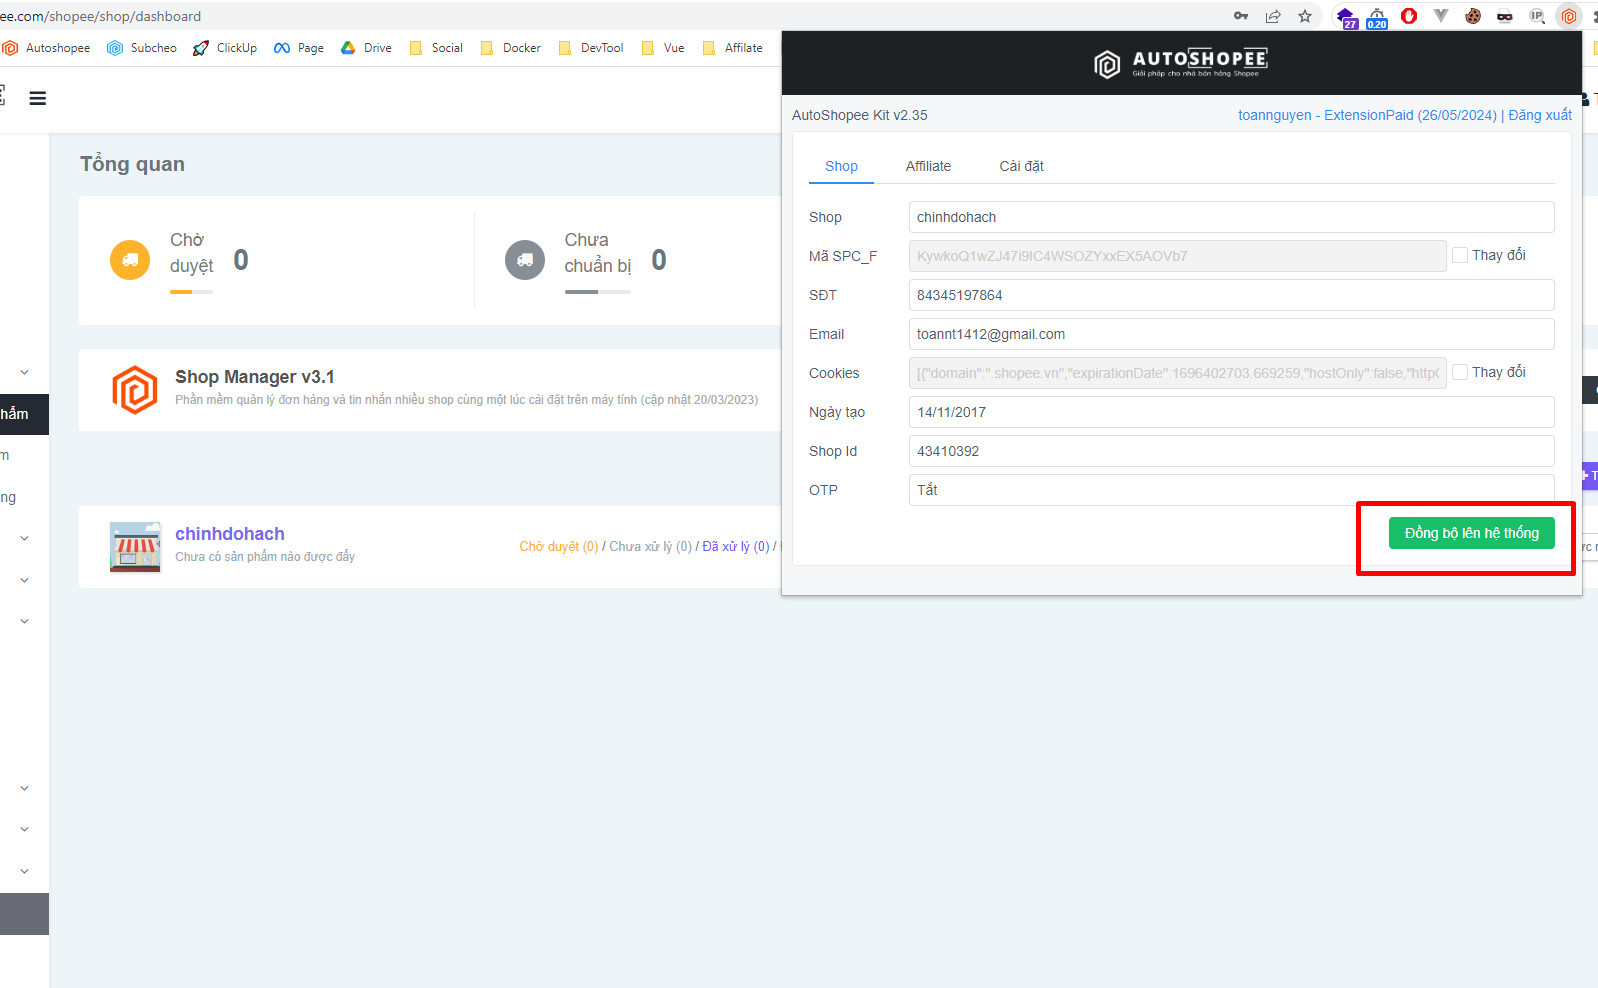 ee.com/shopee/shop/dashboard
27
0.20
IP
Autoshopee
Subcheo
ClickUp
Page
Drive
Social
Docker
DevTool
Vue
Affilate
AUTOSHOPEE
Giải pháp cho nhà bán hàng Shopee
AutoShopee Kit v2.35
toannguyen - ExtensionPaid (26/05/2024) | Đăng xuất
Shop
Affiliate
Cài đặt
Shop
chinhdohach
Mã SPC_F
KywkoQ1wZJ47i9IC4WSOZYxxEX5AOVb7
Thay đổi
SĐT
84345197864
Email
toannt1412@gmail.com
Cookies
[{"domain":".shopee.vn","expirationDate":1696402703.669259,"hostOnly":false,"http
Thay đổi
Ngày tạo
14/11/2017
Shop Id
43410392
OTP
Tắt
Đồng bộ lên hệ thống
Tổng quan
Chờ
duyệt
0
Chưa
chuẩn bị
0
Shop Manager v3.1
Phần mềm quản lý đơn hàng và tin nhắn nhiều shop cùng một lúc cài đặt trên máy tính (cập nhật 20/03/2023)
chinhdohach
Chưa có sản phẩm nào được đẩy
Chờ duyệt (0) / Chưa xử lý (0) / Đã xử lý (0) /
hẩm
m
ng